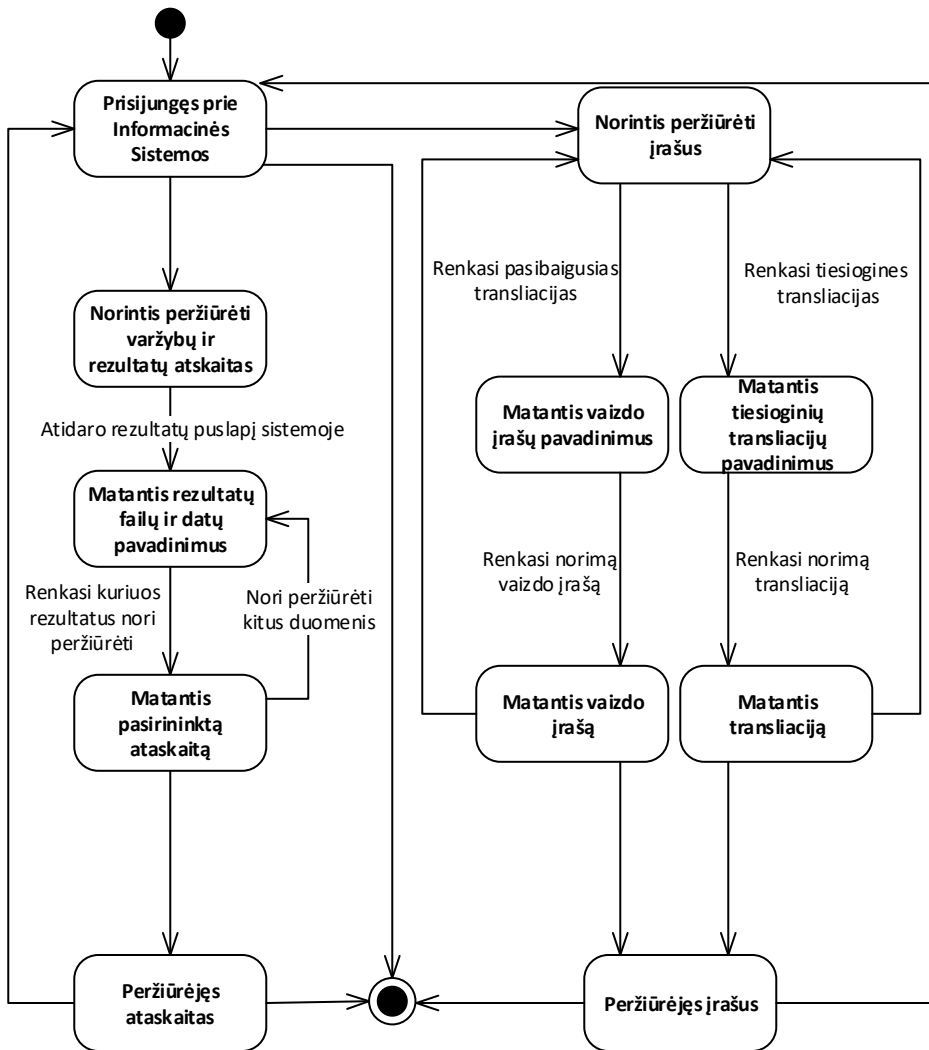 Prisijungęs prie
Informacinės
Sistemos
Norintis peržiūrėti
įrašus
Renkasi pasibaigusias
transliacijas
Renkasi tiesiogines
transliacijas
Norintis peržiūrėti
varžybų ir
rezultatų atskaitas
Matantis vaizdo
įrašų pavadinimus
Matantis
tiesioginių
transliacijų
pavadinimus
Atidaro rezultatų puslapį sistemoje
Matantis rezultatų
failų ir datų
pavadinimus
Renkasi norimą
vaizdo įrašą
Renkasi norimą
transliaciją
Renkasi kuriuos
rezultatus nori
peržiūrėti
Nori peržiūrėti
kitus duomenis
Matantis
pasirininktą
ataskaitą
Matantis vaizdo
įrašą
Matantis
transliaciją
Peržiūrėjęs
ataskaitas
Peržiūrėjęs įrašus